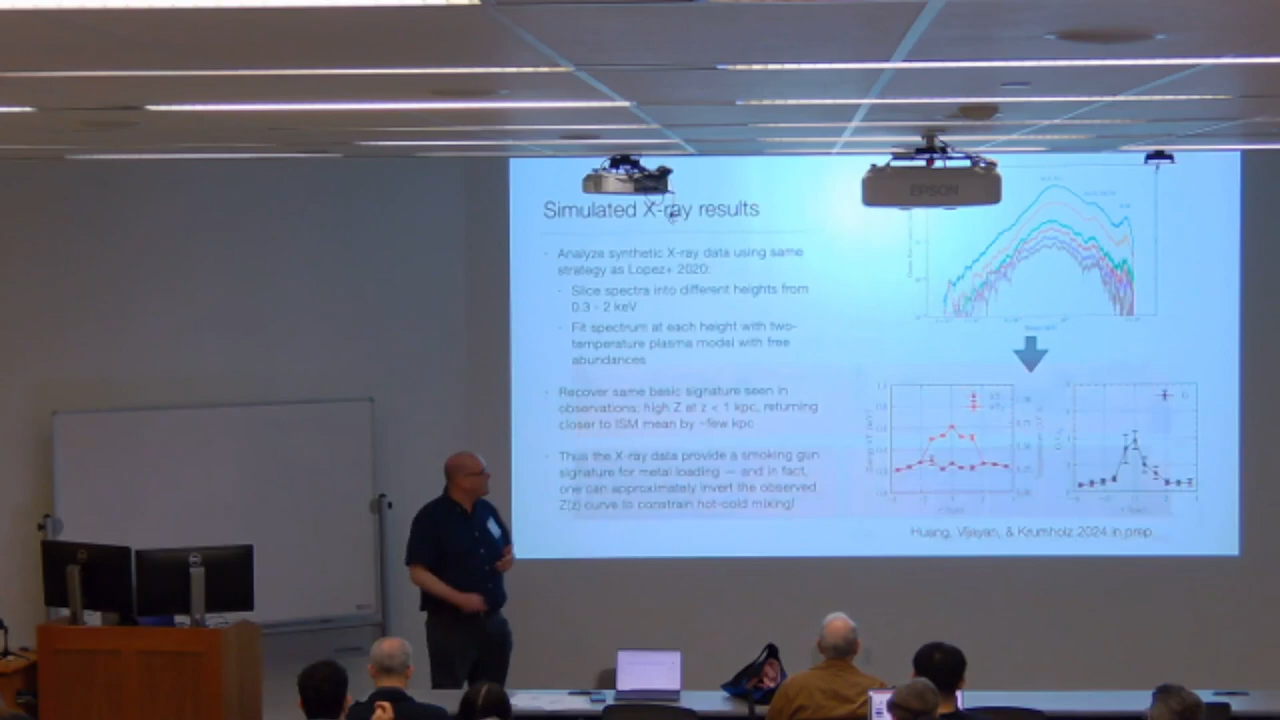 EPSON
Simulated X-ray results
Analyze synthetic X-ray data using same
strategy as Lopez+ 2020:
Slice spectra into different heights from
0.3 - 2 keV
Fit spectrum at each height with two-
temperature plasma model with free
abundances
Recover same basic signature seen in
observations: high Z at z < 1 kpc, returning
closer to ISM mean by ~few kpc
Thus the X-ray data provide a smoking gun
signature for metal loading — and in fact,
one can approximately invert the observed
Z(z) curve to constrain hot-cold mixing!
Huang, Vijayan, & Krumholz 2024 in prep